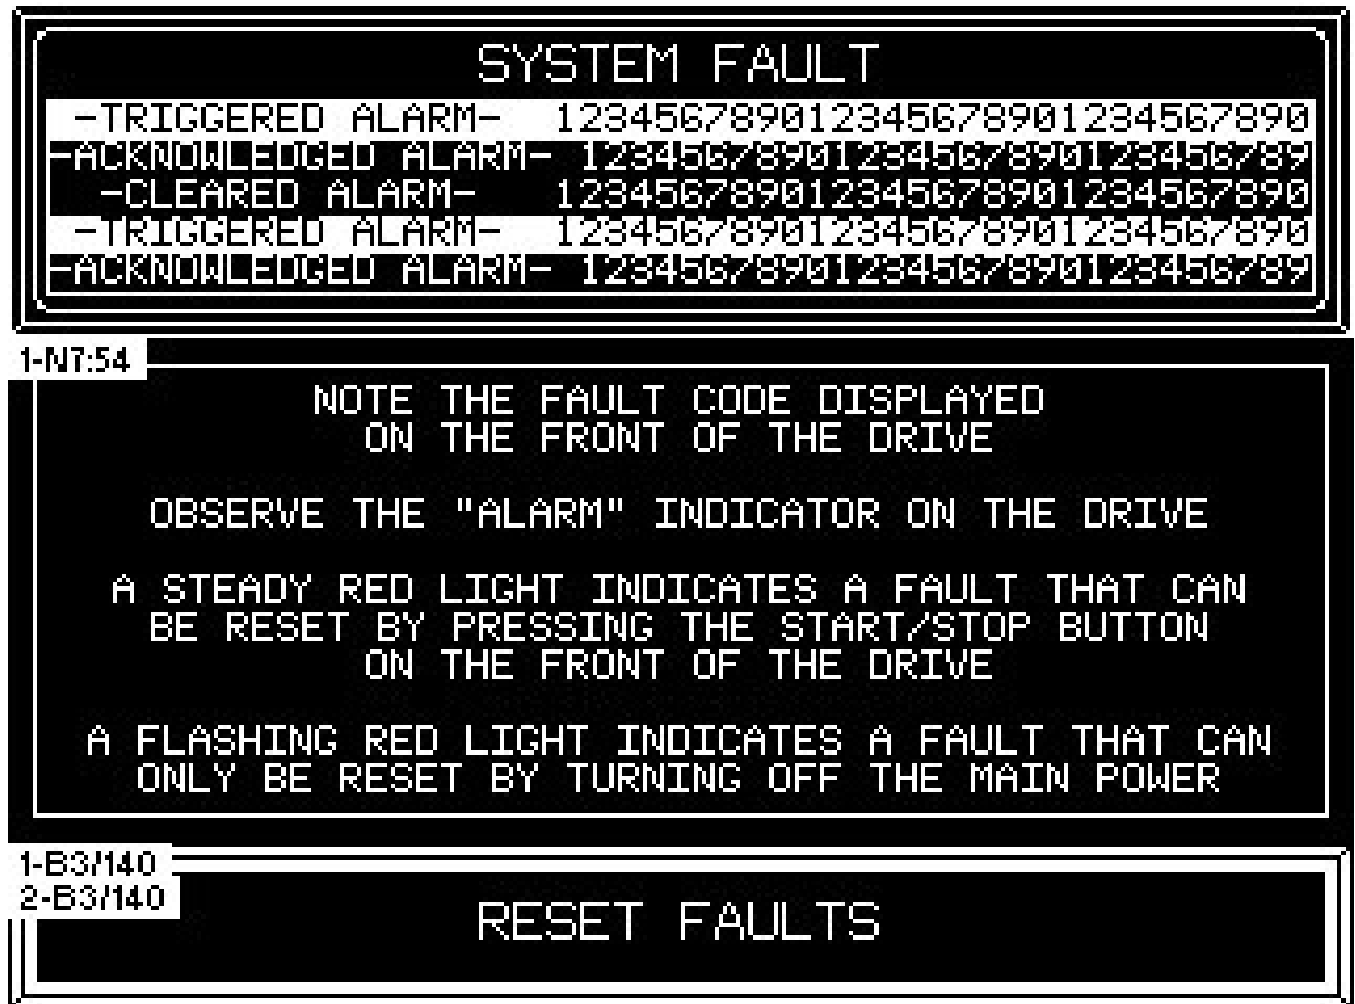 SYSTEM FAULT
-TRIGGERED ALARM- 123456789012345678901234567890
-ACKNOWLEDGED ALARM- 12345678901234567890123456789
-CLEARED ALARM- 123456789012345678901234567890
-TRIGGERED ALARM- 123456789012345678901234567890
-ACKNOWLEDGED ALARM- 12345678901234567890123456789
1-N7:54
NOTE THE FAULT CODE DISPLAYED
ON THE FRONT OF THE DRIVE
OBSERVE THE "ALARM" INDICATOR ON THE DRIVE
A STEADY RED LIGHT INDICATES A FAULT THAT CAN
BE RESET BY PRESSING THE START/STOP BUTTON
ON THE FRONT OF THE DRIVE
A FLASHING RED LIGHT INDICATES A FAULT THAT CAN
ONLY BE RESET BY TURNING OFF THE MAIN POWER
1-B3/140
2-B3/140
RESET FAULTS